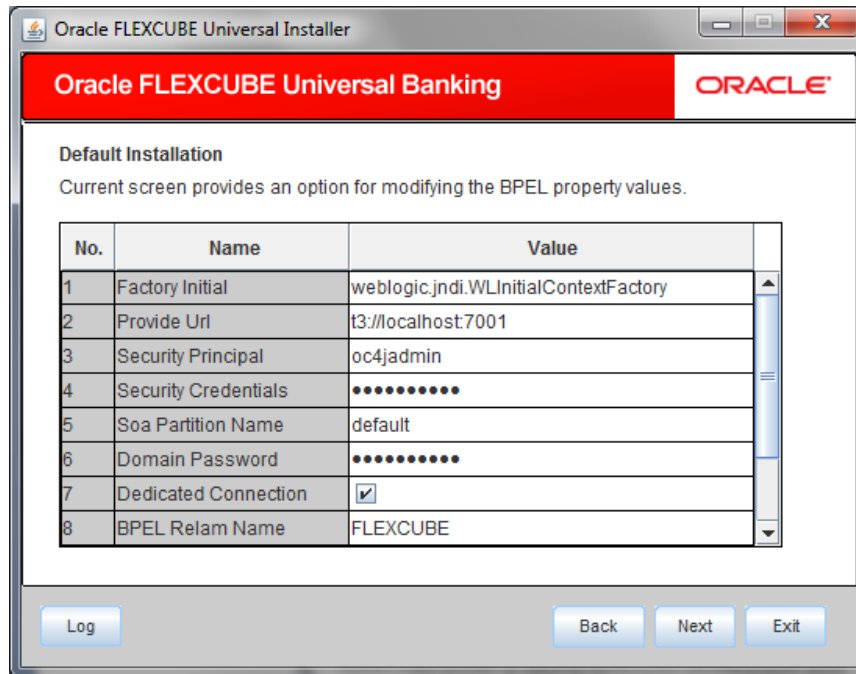 Oracle FLEXCUBE Universal Installer
Oracle FLEXCUBE Universal Banking
ORACLE
Default Installation
Current screen provides an option for modifying the BPEL property values.
No. Name Value
1 Factory Initial weblogic.jndi.WLInitialContextFactory
2 Provide Url t3://localhost:7001
3 Security Principal oc4jadmin
4 Security Credentials ●●●●●●●●●●
5 Soa Partition Name default
6 Domain Password ●●●●●●●●●●
7 Dedicated Connection
8 BPEL Relam Name FLEXCUBE
Log Back Next Exit